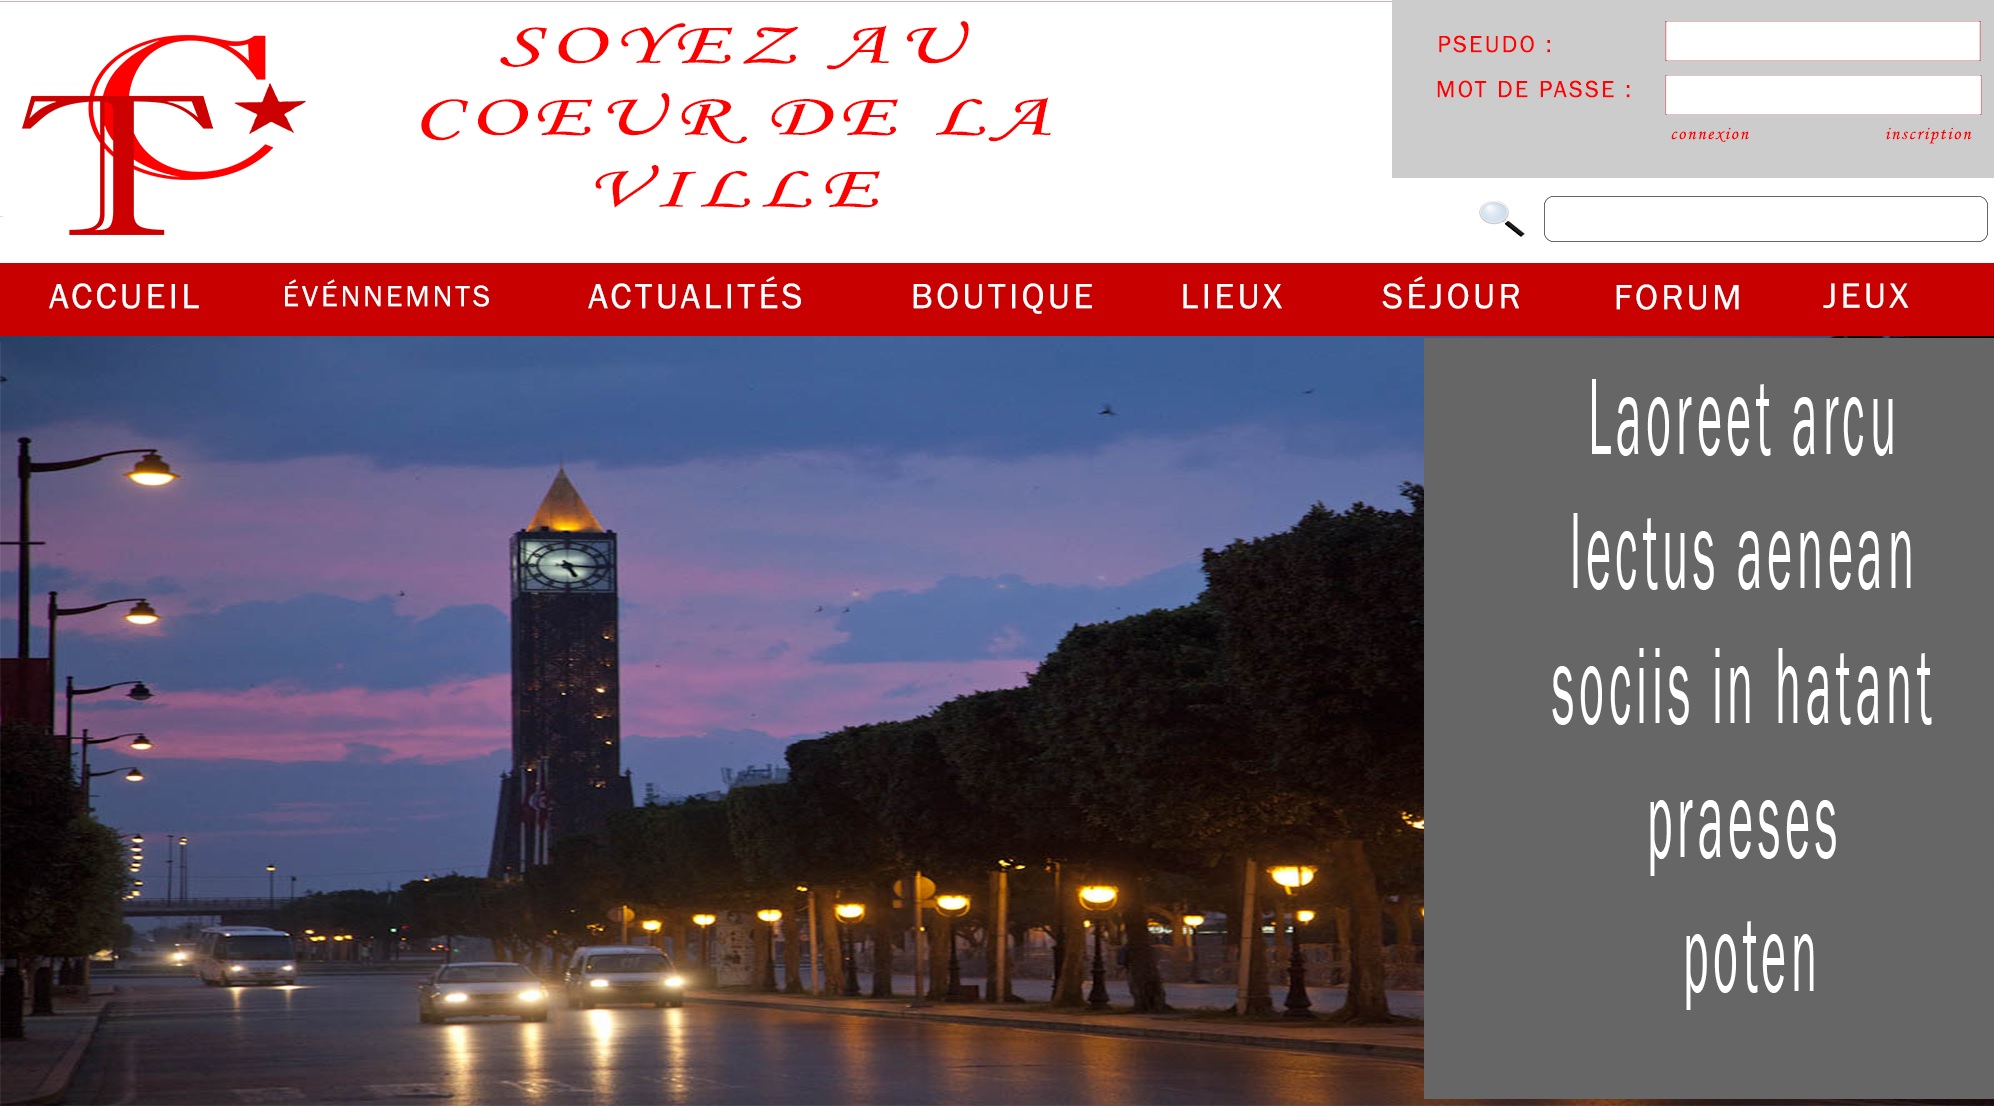 TC
SOYEZ AU
COEUR DE LA
VILLE
PSEUDO :
MOT DE PASSE :
connexion inscription
ACCUEIL ÉVÉNNEMNTS ACTUALITÉS BOUTIQUE LIEUX SÉJOUR FORUM JEUX
Laoreet arcu
lectus aenean
sociis in hatant
praeses
poten